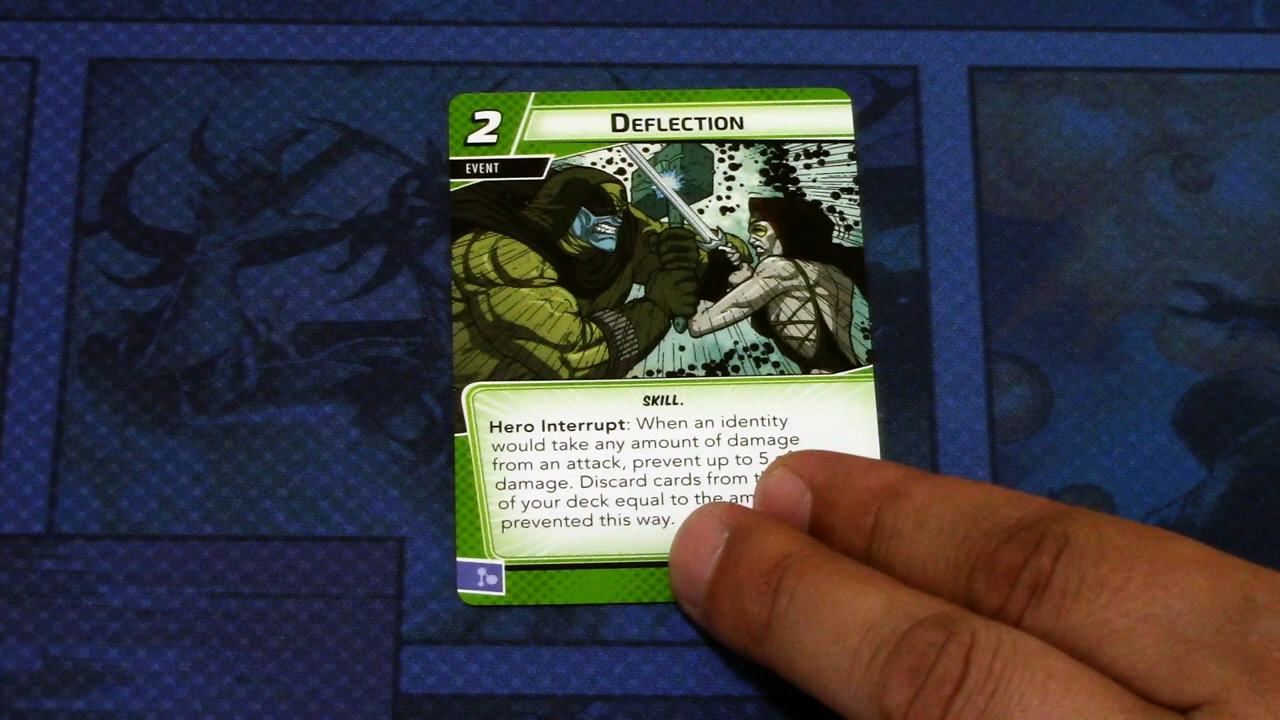 2
DEFLECTION
EVENT
SKILL.
Hero Interrupt: When an identity
would take any amount of damage
from an attack, prevent up to 5
damage. Discard cards from
of your deck equal to the
prevented this way.